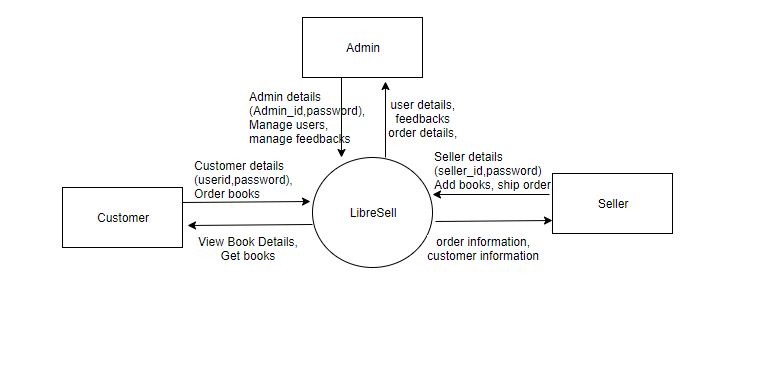 Admin
Admin details
(Admin_id,password),
Manage users,
manage feedbacks
user details,
feedbacks
order details,
Customer details
(userid,password),
Order books
Seller details
(seller_id,password)
Add books, ship order
Customer
LibreSell
Seller
View Book Details,
Get books
order information,
customer information